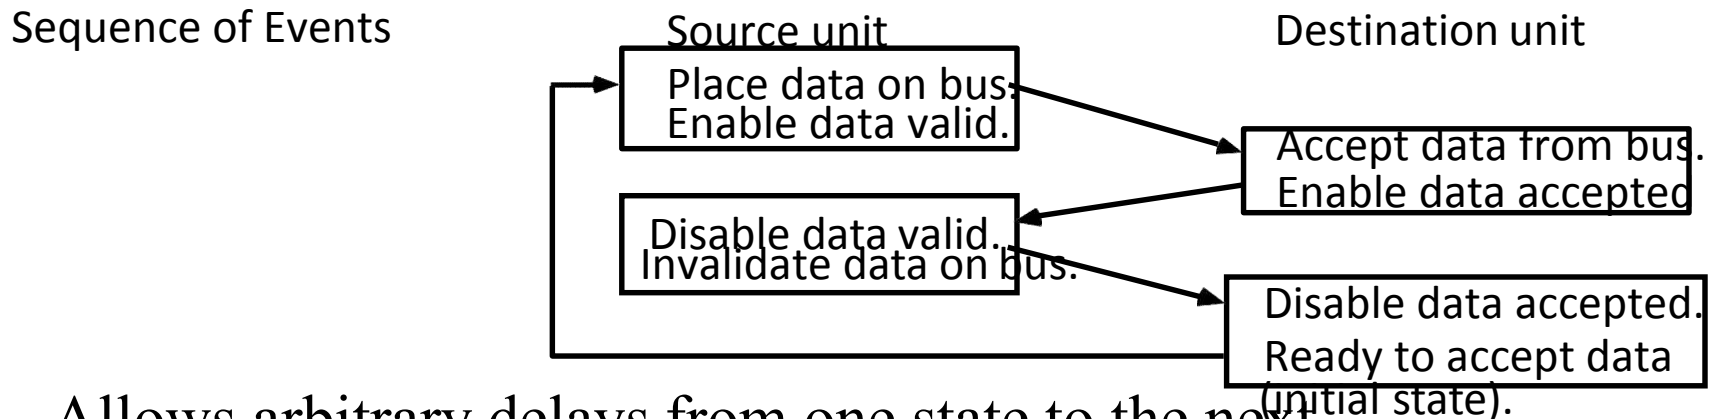 Sequence of Events
Source unit
Destination unit
Place data on bus.
Enable data valid.
Accept data from bus.
Enable data accepted
Disable data valid.
Invalidate data on bus.
Disable data accepted.
Ready to accept data
(initial state).
Allows arbitrary delays from one state to the next